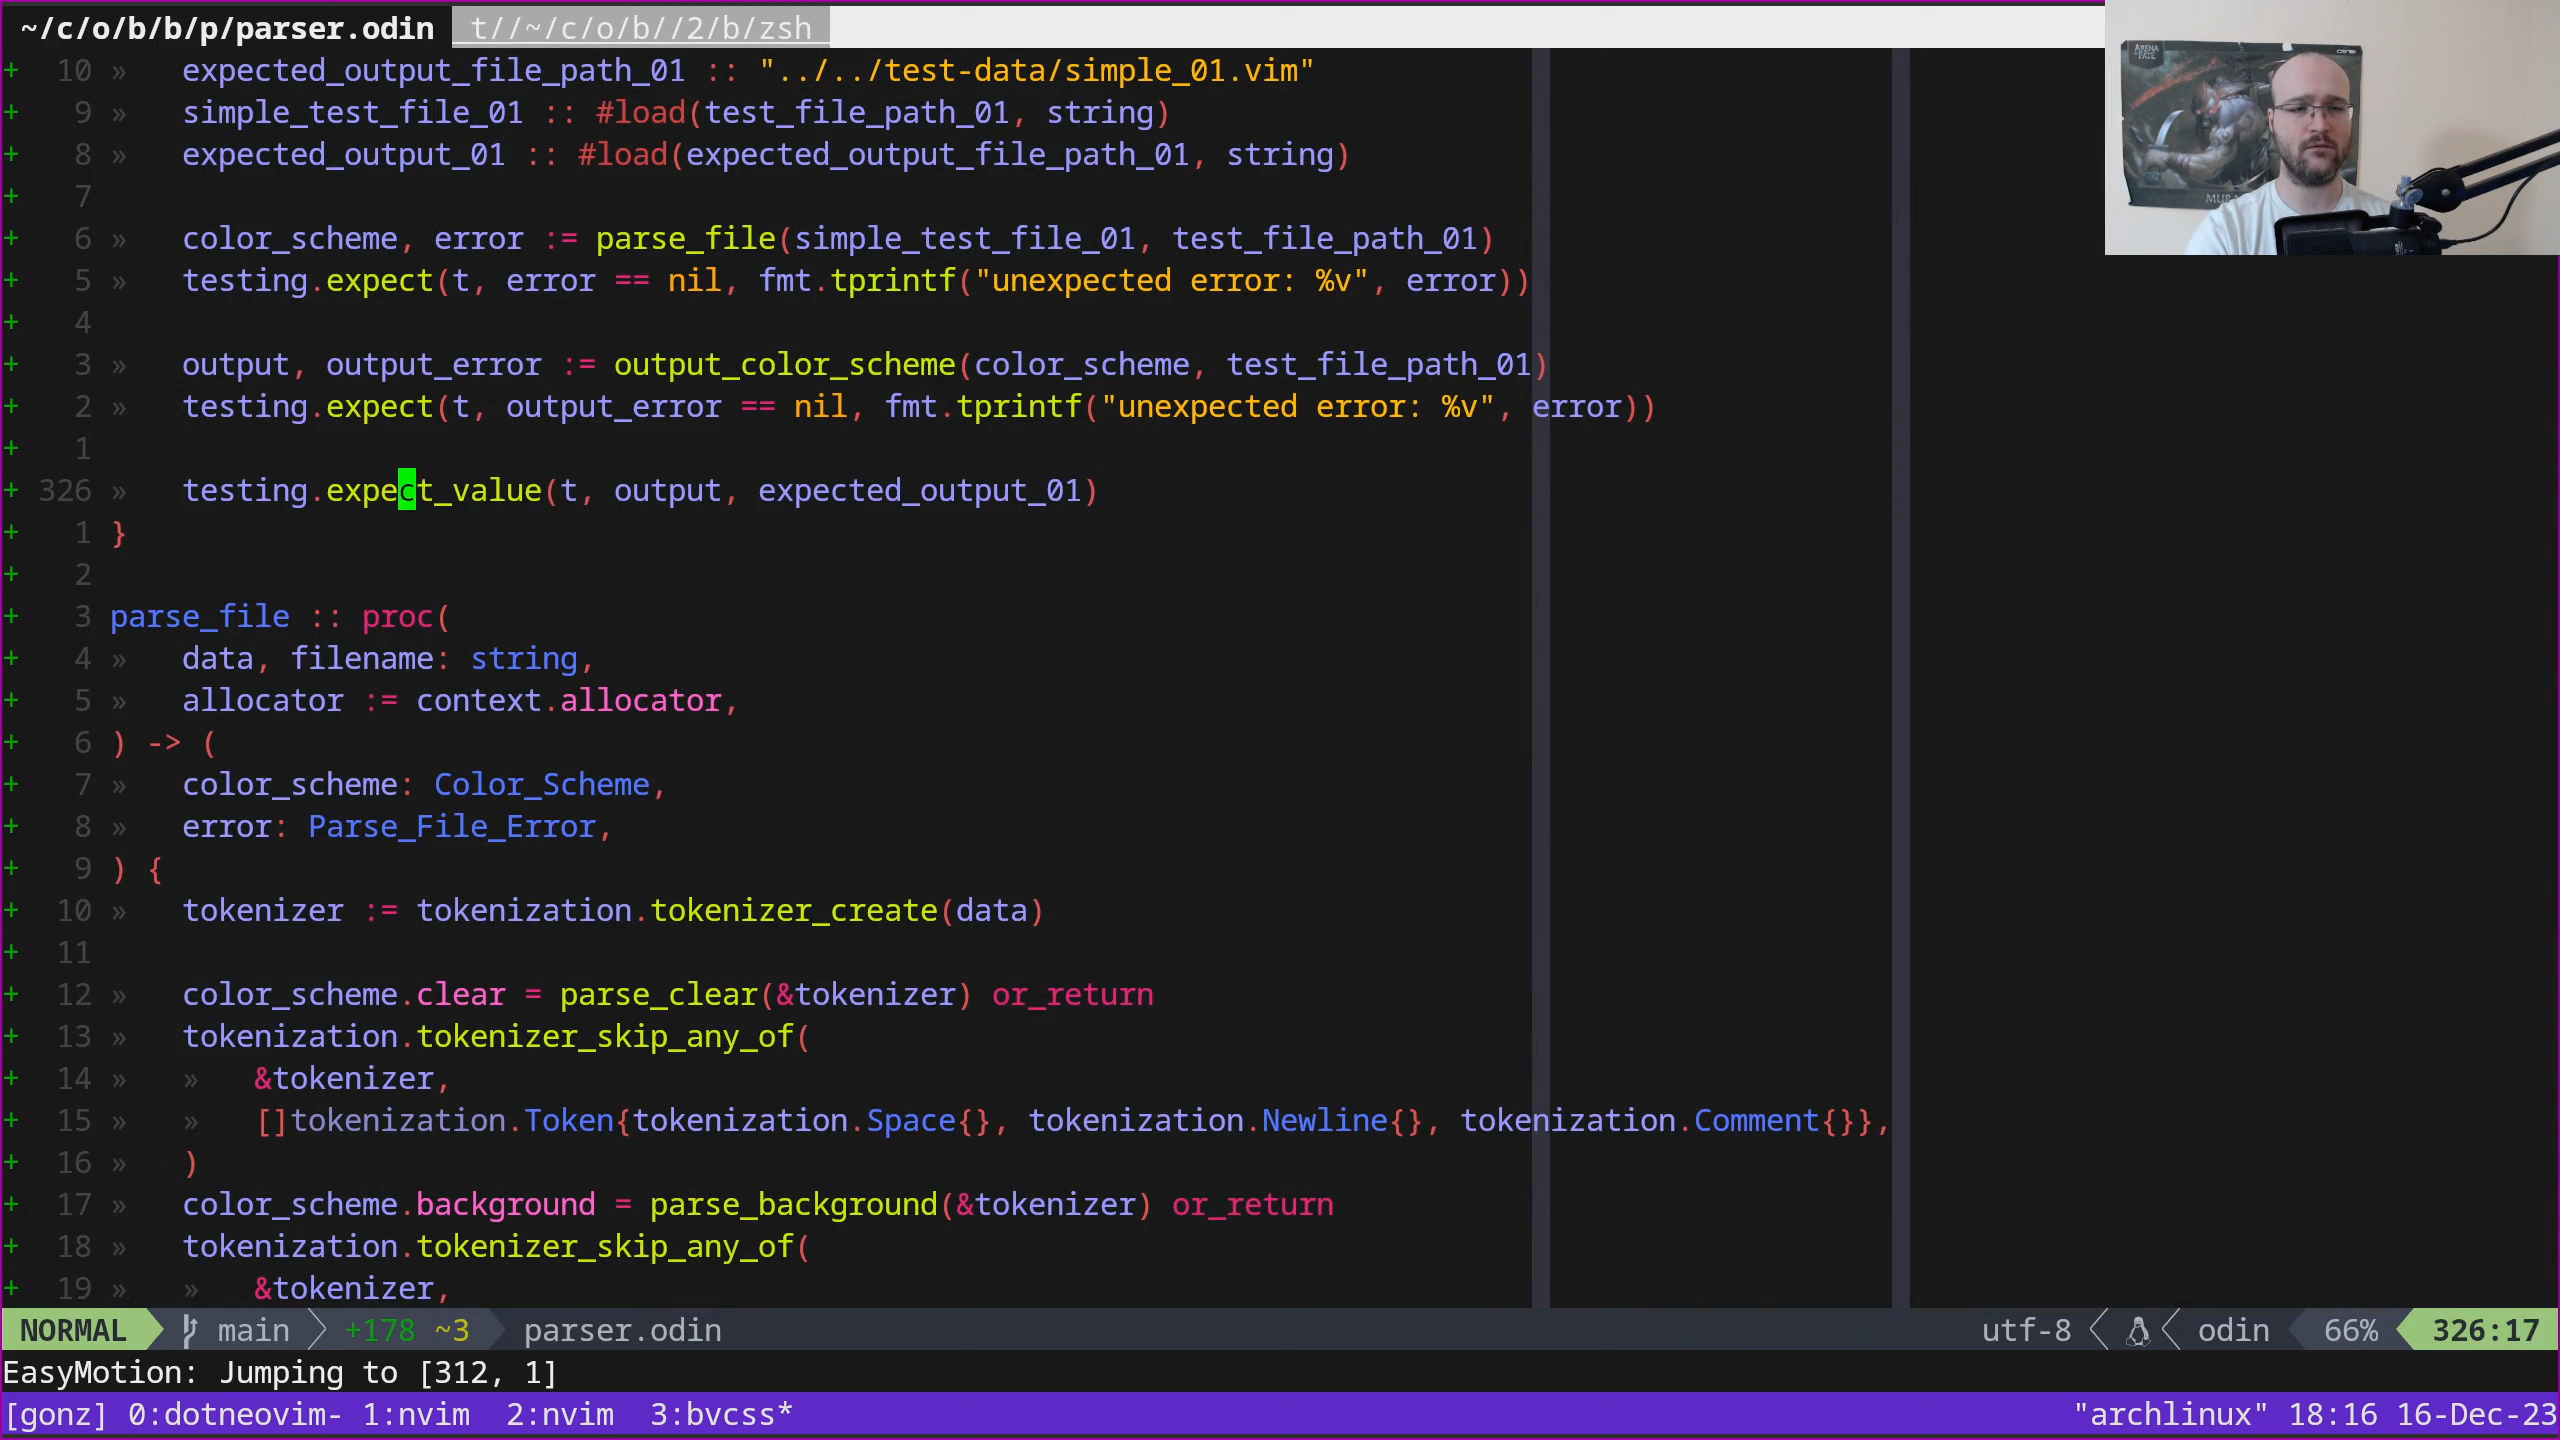 ~/c/o/b/b/p/parser.odin  t//~/c/o/b//2/b/zsh
+ 10 »   expected_output_file_path_01 :: "../../test-data/simple_01.vim"
+ 9 »   simple_test_file_01 :: #load(test_file_path_01, string)
+ 8 »   expected_output_01 :: #load(expected_output_file_path_01, string)
+ 7
+ 6 »   color_scheme, error := parse_file(simple_test_file_01, test_file_path_01)
+ 5 »   testing.expect(t, error == nil, fmt.tprintf("unexpected error: %v", error))
+ 4
+ 3 »   output, output_error := output_color_scheme(color_scheme, test_file_path_01)
+ 2 »   testing.expect(t, output_error == nil, fmt.tprintf("unexpected error: %v", error))
+ 1
+ 326 »   testing.expect_value(t, output, expected_output_01)
+ 1 }
+ 2
+ 3 parse_file :: proc(
+ 4 »   data, filename: string,
+ 5 »   allocator := context.allocator,
+ 6 ) -> (
+ 7 »   color_scheme: Color_Scheme,
+ 8 »   error: Parse_File_Error,
+ 9 ) {
+ 10 »   tokenizer := tokenization.tokenizer_create(data)
+ 11
+ 12 »   color_scheme.clear = parse_clear(&tokenizer) or_return
+ 13 »   tokenization.tokenizer_skip_any_of(
+ 14 »   »   &tokenizer,
+ 15 »   »   []tokenization.Token{tokenization.Space{}, tokenization.Newline{}, tokenization.Comment{}},
+ 16 »   )
+ 17 »   color_scheme.background = parse_background(&tokenizer) or_return
+ 18 »   tokenization.tokenizer_skip_any_of(
+ 19 »   »   &tokenizer,
NORMAL  main  +178 ~3  parser.odin  utf-8  odin  66%  326:17
EasyMotion: Jumping to [312, 1]
[gonz] 0:dotneovim- 1:nvim  2:nvim  3:bvcss*  "archlinux" 18:16 16-Dec-23